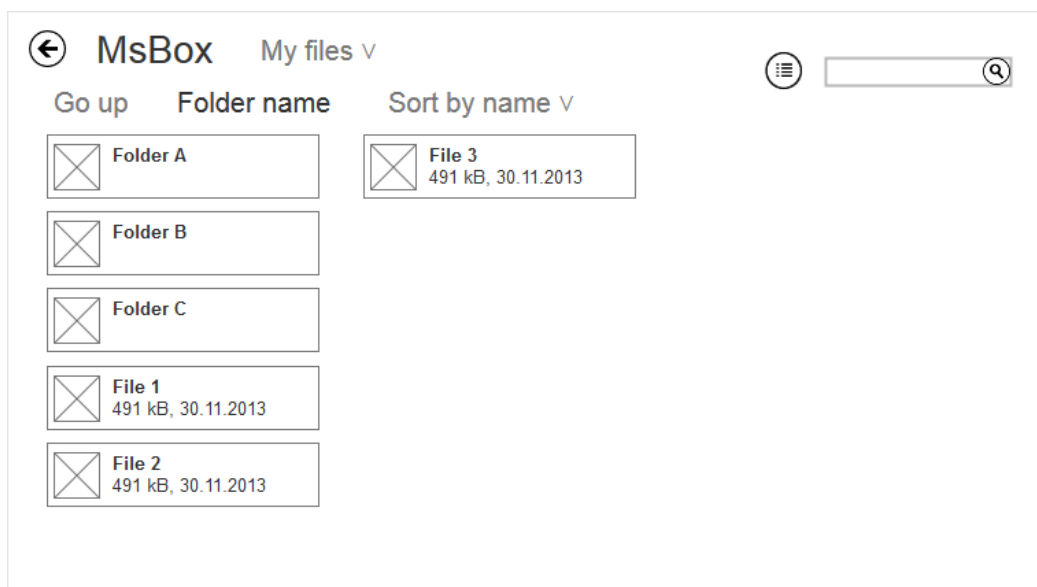 MsBox My files ∨
Go up Folder name Sort by name ∨
Folder A
Folder B
Folder C
File 1
491 kB, 30.11.2013
File 2
491 kB, 30.11.2013
File 3
491 kB, 30.11.2013